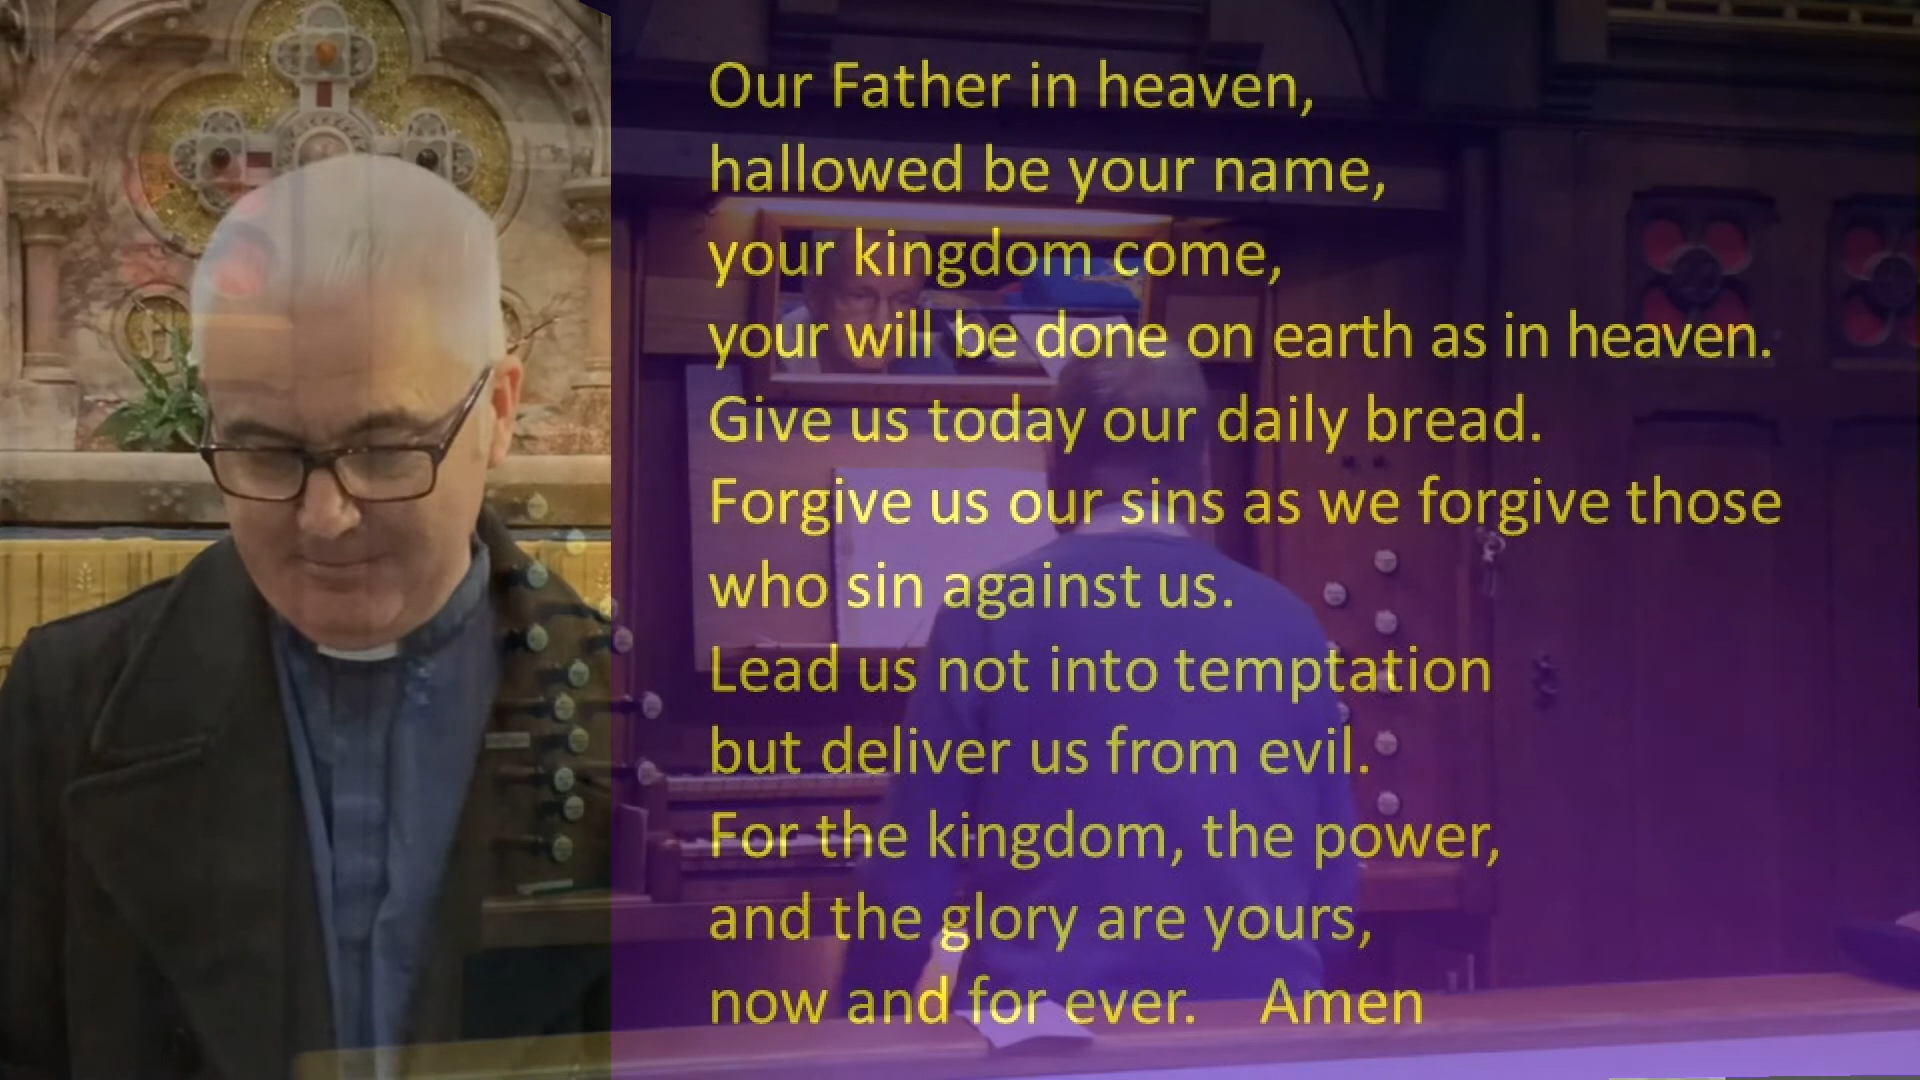 Our Father in heaven,
hallowed be your name,
your kingdom come,
your will be done on earth as in heaven.
Give us today our daily bread.
Forgive us our sins as we forgive those
who sin against us.
Lead us not into temptation
but deliver us from evil.
For the kingdom, the power,
and the glory are yours,
now and for ever. Amen